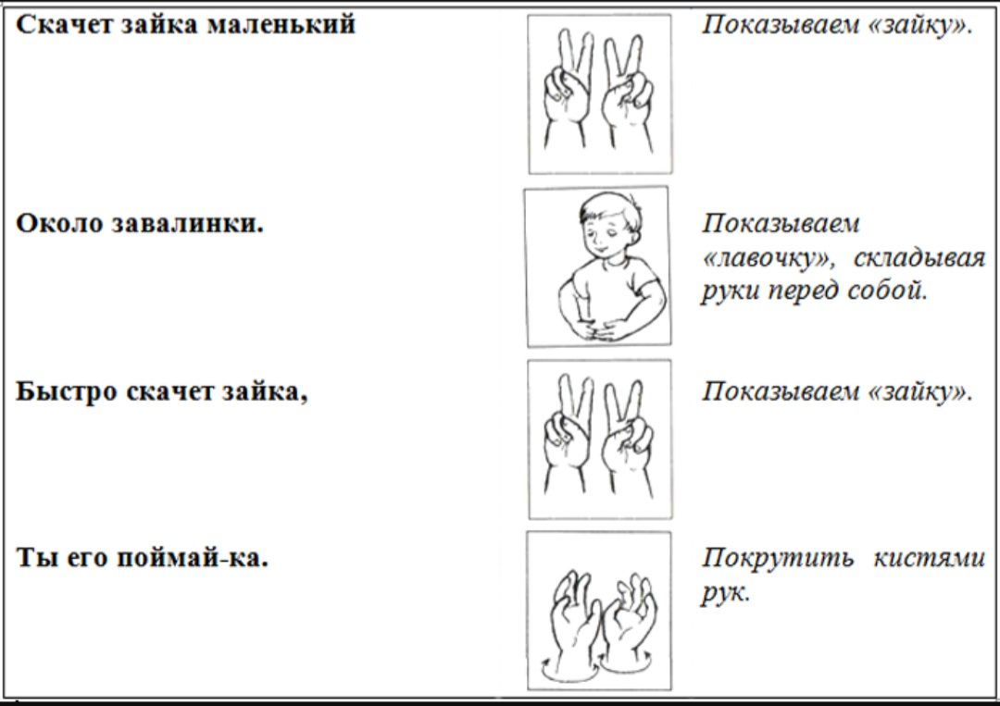 Скачет зайка маленький
Показываем «зайку».
Около завалинки.
Показываем
«лавочку», складывая
руки перед собой.
Быстро скачет зайка,
Показываем «зайку».
Ты его поймай-ка.
Покрутить кистями
рук.